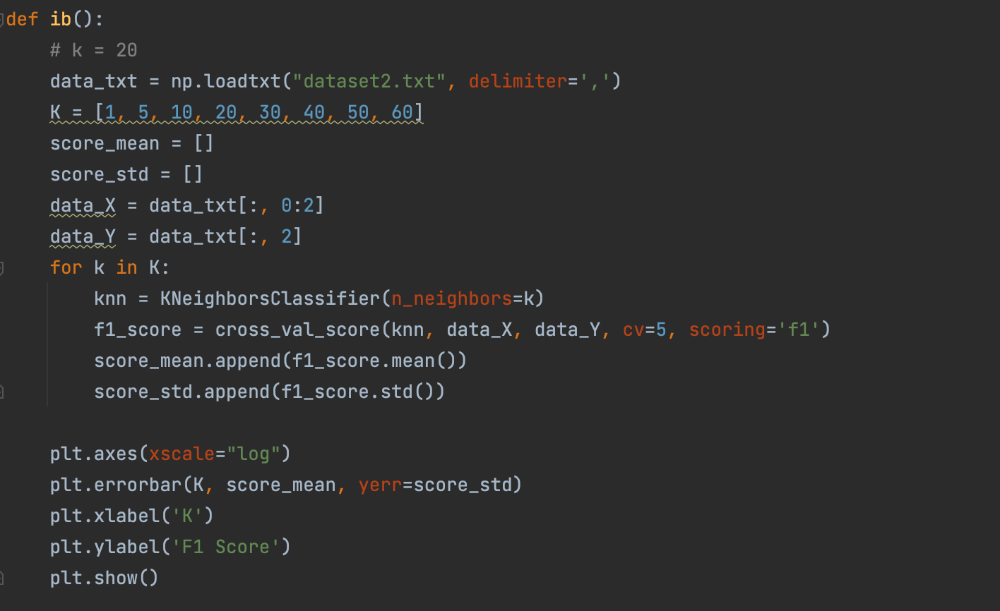 def ib():
    # k = 20
    data_txt = np.loadtxt("dataset2.txt", delimiter=',')
    K = [1, 5, 10, 20, 30, 40, 50, 60]
    score_mean = []
    score_std = []
    data_X = data_txt[:, 0:2]
    data_Y = data_txt[:, 2]
    for k in K:
        knn = KNeighborsClassifier(n_neighbors=k)
        f1_score = cross_val_score(knn, data_X, data_Y, cv=5, scoring='f1')
        score_mean.append(f1_score.mean())
        score_std.append(f1_score.std())

    plt.axes(xscale="log")
    plt.errorbar(K, score_mean, yerr=score_std)
    plt.xlabel('K')
    plt.ylabel('F1 Score')
    plt.show()